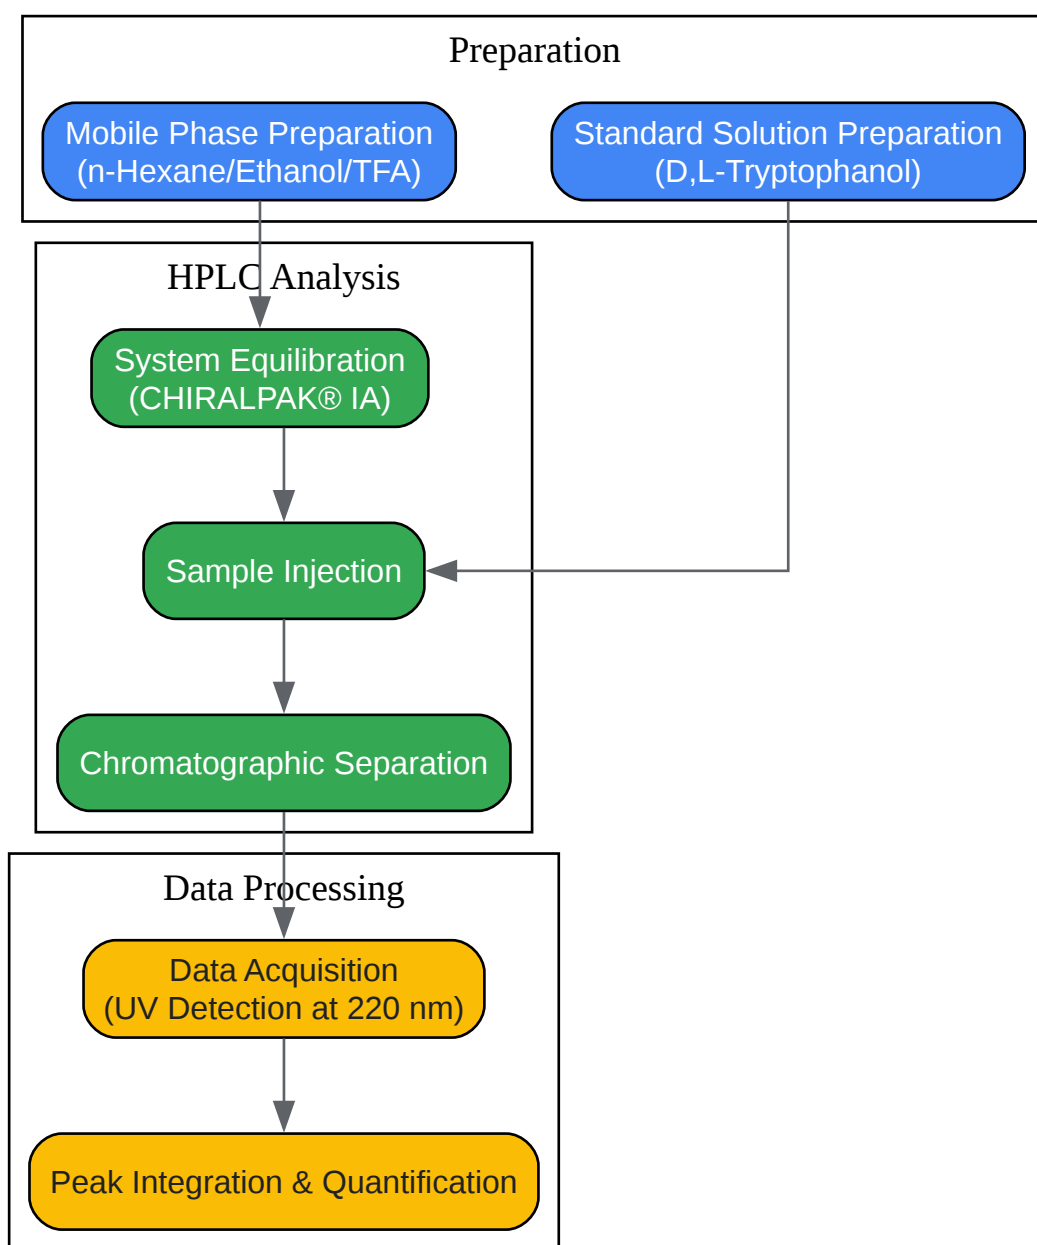 Preparation
Mobile Phase Preparation
(n-Hexane/Ethanol/TFA)
Standard Solution Preparation
(D,L-Tryptophanol)
HPLC Analysis
System Equilibration
(CHIRALPAK® IA)
Sample Injection
Chromatographic Separation
Data Processing
Data Acquisition
(UV Detection at 220 nm)
Peak Integration & Quantification